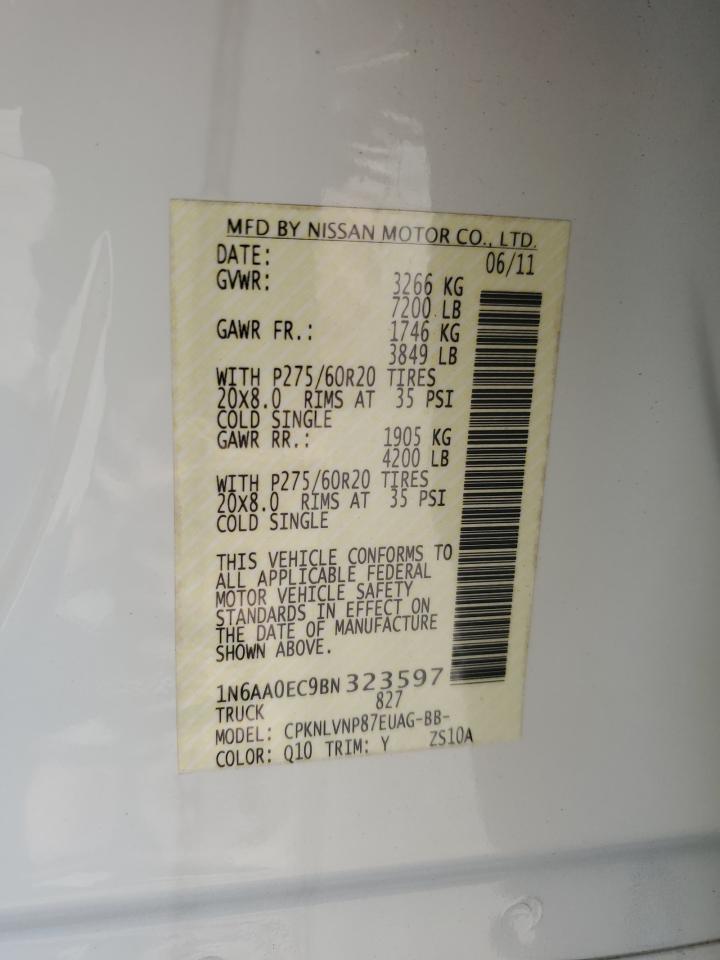 MFD BY NISSAN MOTOR CO., LTD.
DATE: 06/11
GVWR: 3266 KG
7200 LB
GAWR FR.: 1746 KG
3849 LB
WITH P275/60R20 TIRES
20X8.0 RIMS AT 35 PSI
COLD SINGLE
GAWR RR.: 1905 KG
4200 LB
WITH P275/60R20 TIRES
20X8.0 RIMS AT 35 PSI
COLD SINGLE
THIS VEHICLE CONFORMS TO
ALL APPLICABLE FEDERAL
MOTOR VEHICLE SAFETY
STANDARDS IN EFFECT ON
THE DATE OF MANUFACTURE
SHOWN ABOVE.
1N6AA0EC9BN323597
TRUCK 827
MODEL: CPKNLVNP87EUAG-BB-
COLOR: Q10 TRIM: Y ZS10A